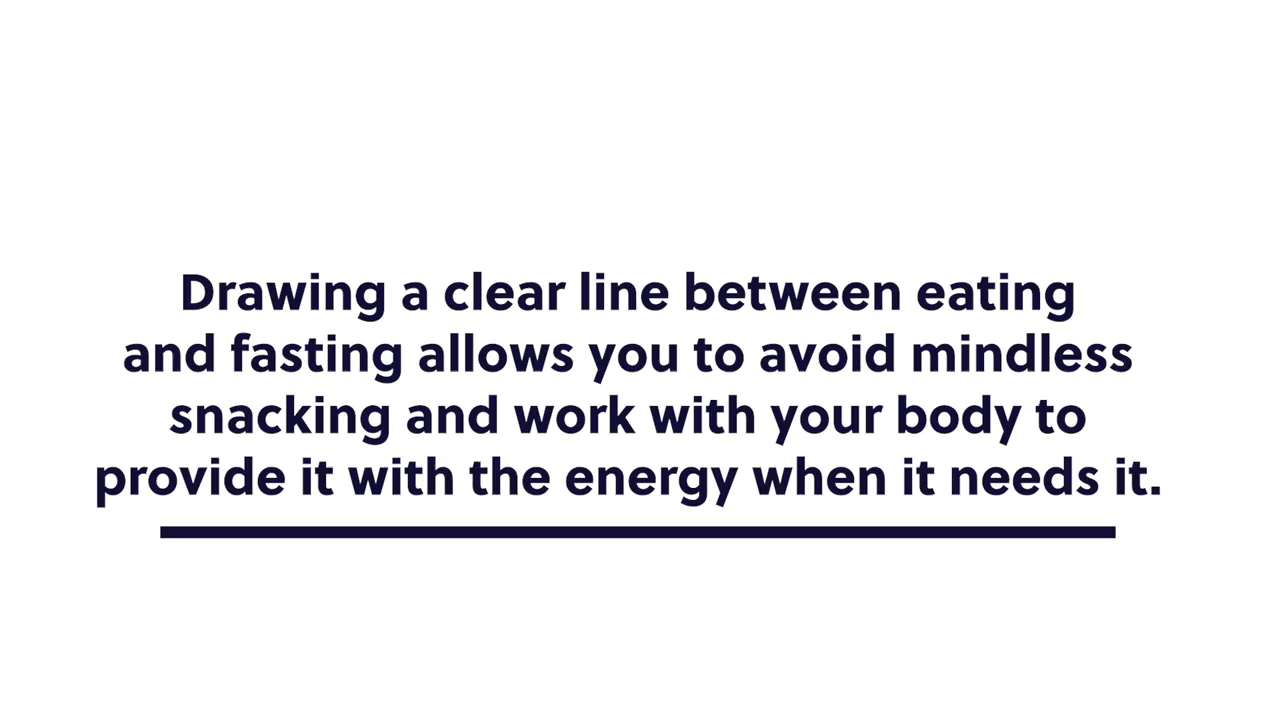 Drawing a clear line between eating
and fasting allows you to avoid mindless
snacking and work with your body to
provide it with the energy when it needs it.